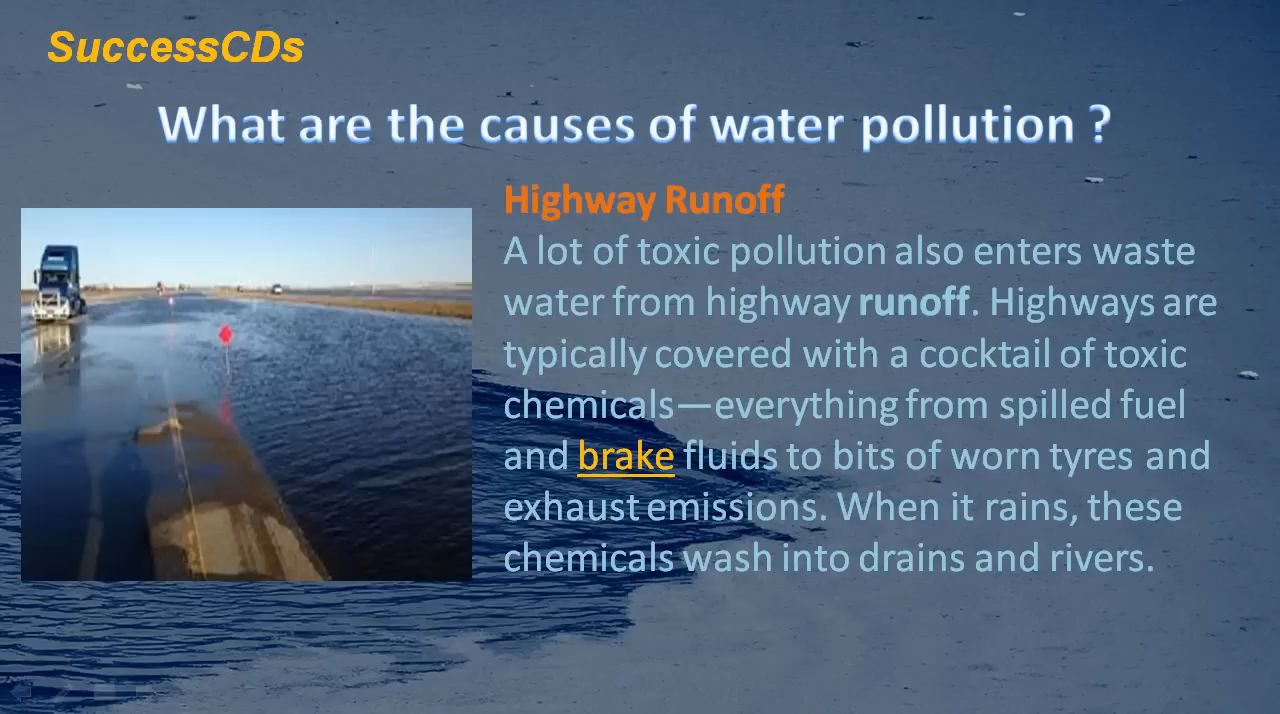 SuccessCDs
What are the causes of water pollution ?
Highway Runoff
A lot of toxic pollution also enters waste
water from highway runoff. Highways are
typically covered with a cocktail of toxic
chemicals—everything from spilled fuel
and brake fluids to bits of worn tyres and
exhaust emissions. When it rains, these
chemicals wash into drains and rivers.